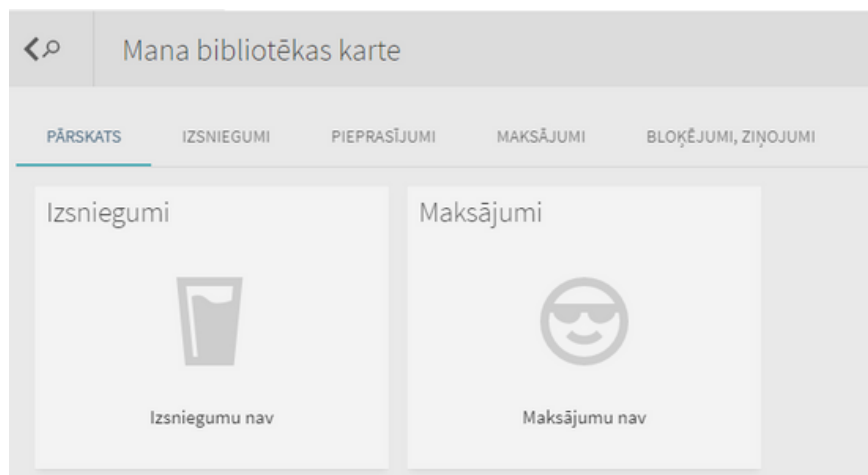 Mana bibliotēkas karte
PĀRSKATS IZSNIEGUMI PIEPRASĪJUMI MAKSĀJUMI BLOĶĒJUMI, ZIŅOJUMI
Izsniegumi Maksājumi
Izsniegumu nav Maksājumu nav